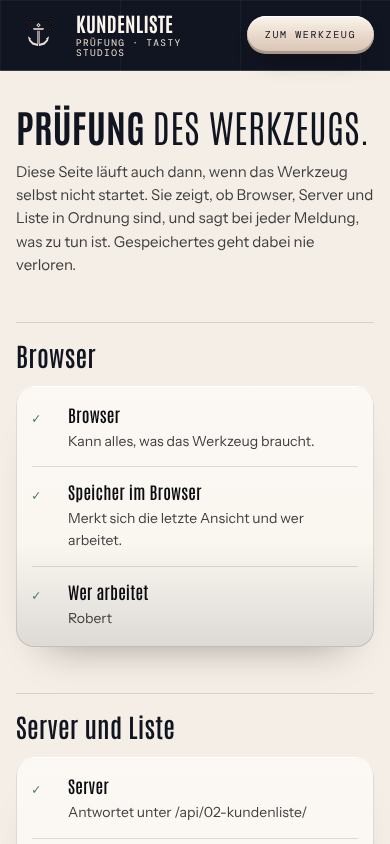 KUNDENLISTE
PRÜFUNG · TASTY
STUDIOS
ZUM WERKZEUG
PRÜFUNG DES WERKZEUGS.
Diese Seite läuft auch dann, wenn das Werkzeug
selbst nicht startet. Sie zeigt, ob Browser, Server und
Liste in Ordnung sind, und sagt bei jeder Meldung,
was zu tun ist. Gespeichertes geht dabei nie
verloren.
Browser
✓ Browser
Kann alles, was das Werkzeug braucht.
✓ Speicher im Browser
Merkt sich die letzte Ansicht und wer
arbeitet.
✓ Wer arbeitet
Robert
Server und Liste
✓ Server
Antwortet unter /api/02-kundenliste/